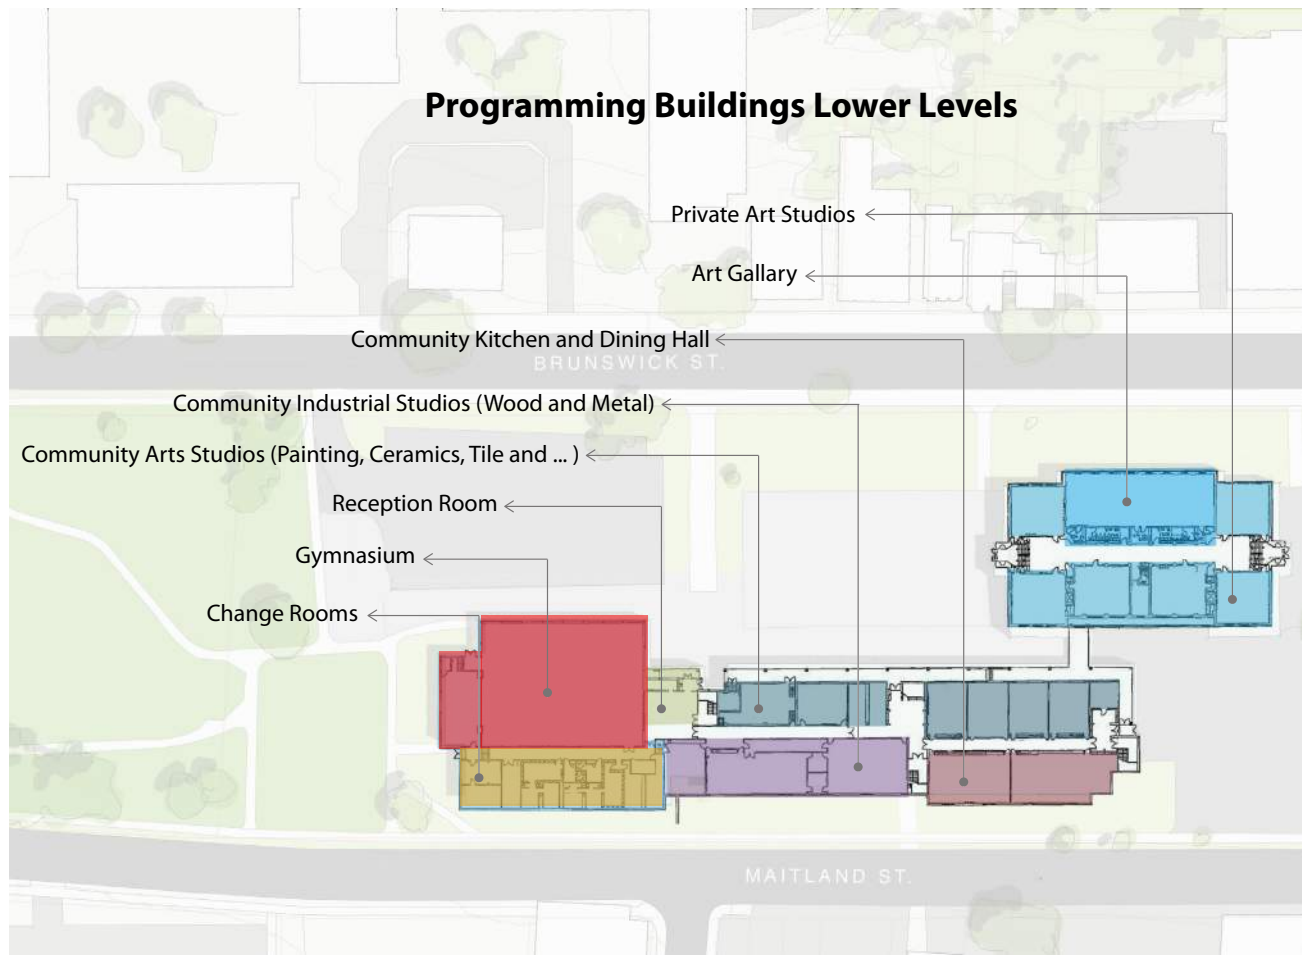 Programming Buildings Lower Levels
Private Art Studios
Art Gallary
Community Kitchen and Dining Hall
BRUNSWICK ST.
Community Industrial Studios (Wood and Metal)
Community Arts Studios (Painting, Ceramics, Tile and ... )
Reception Room
Gymnasium
Change Rooms
MAITLAND ST.